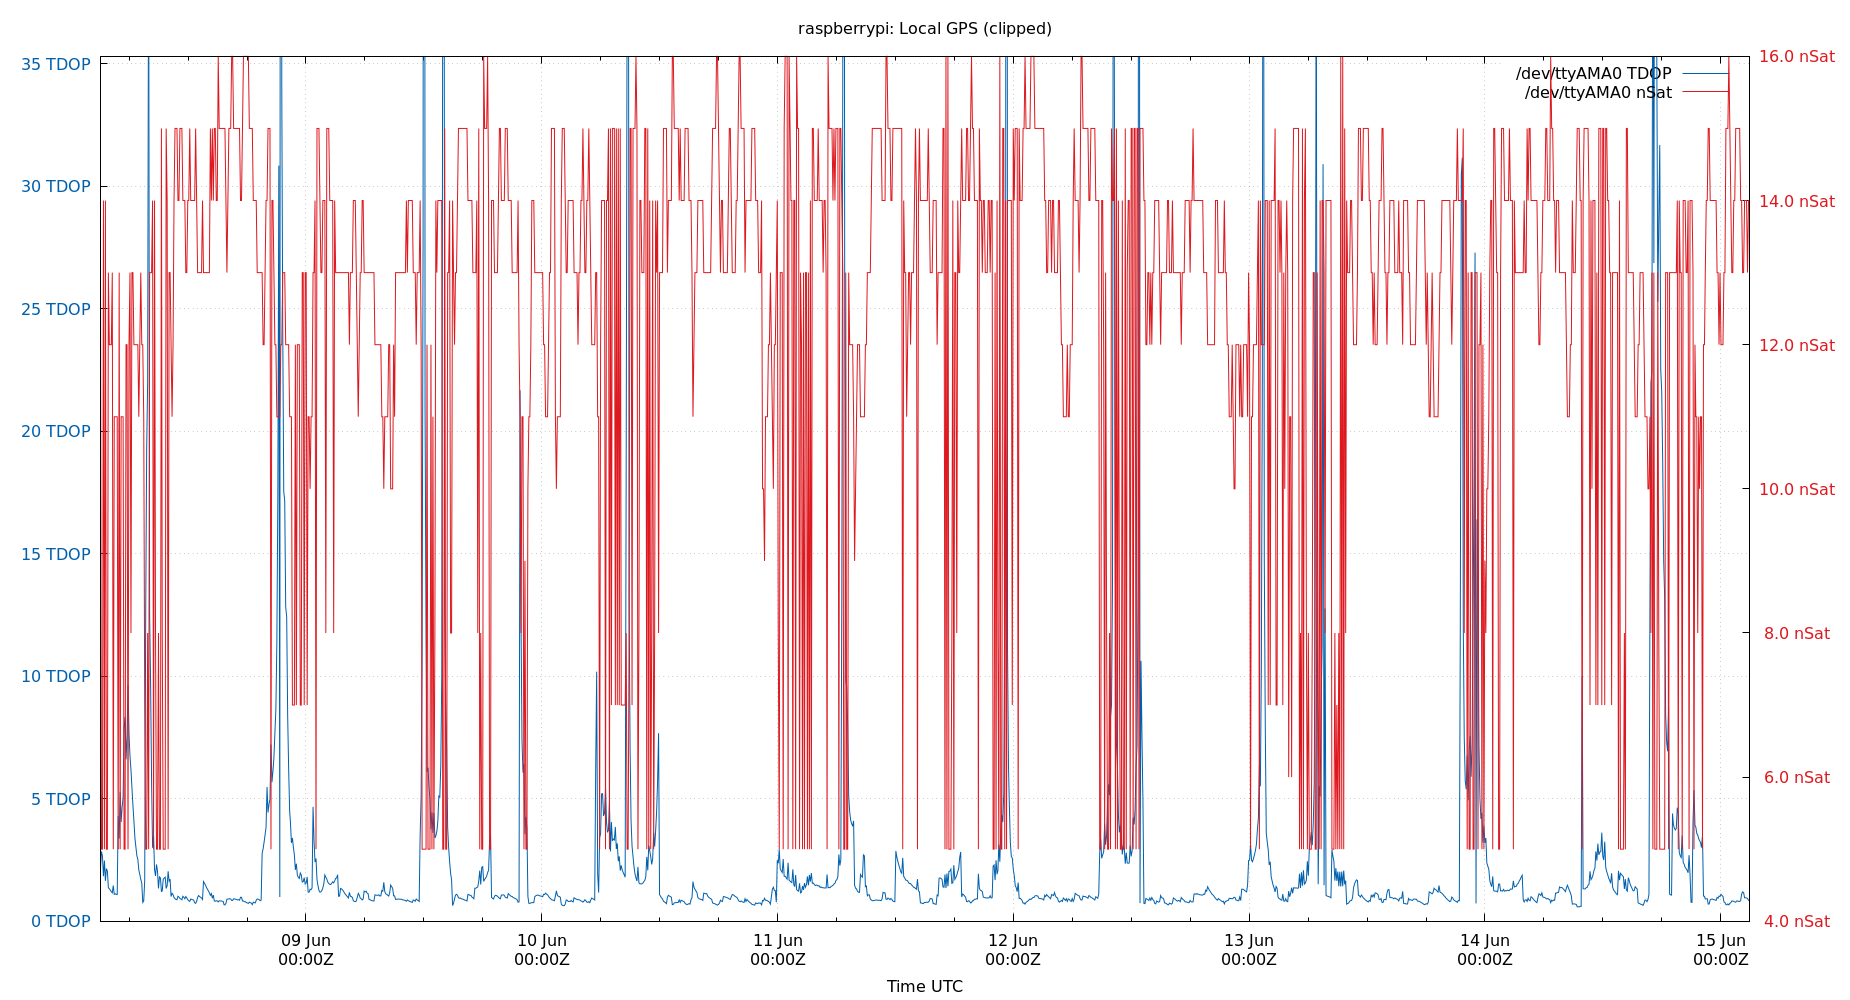 raspberrypi: Local GPS (clipped)
35 TDOP
30 TDOP
25 TDOP
20 TDOP
15 TDOP
10 TDOP
5 TDOP
0 TDOP
16.0 nSat
14.0 nSat
12.0 nSat
10.0 nSat
8.0 nSat
6.0 nSat
4.0 nSat
/dev/ttyAMA0 TDOP
/dev/ttyAMA0 nSat
09 Jun
00:00Z
10 Jun
00:00Z
11 Jun
00:00Z
12 Jun
00:00Z
13 Jun
00:00Z
14 Jun
00:00Z
15 Jun
00:00Z
Time UTC